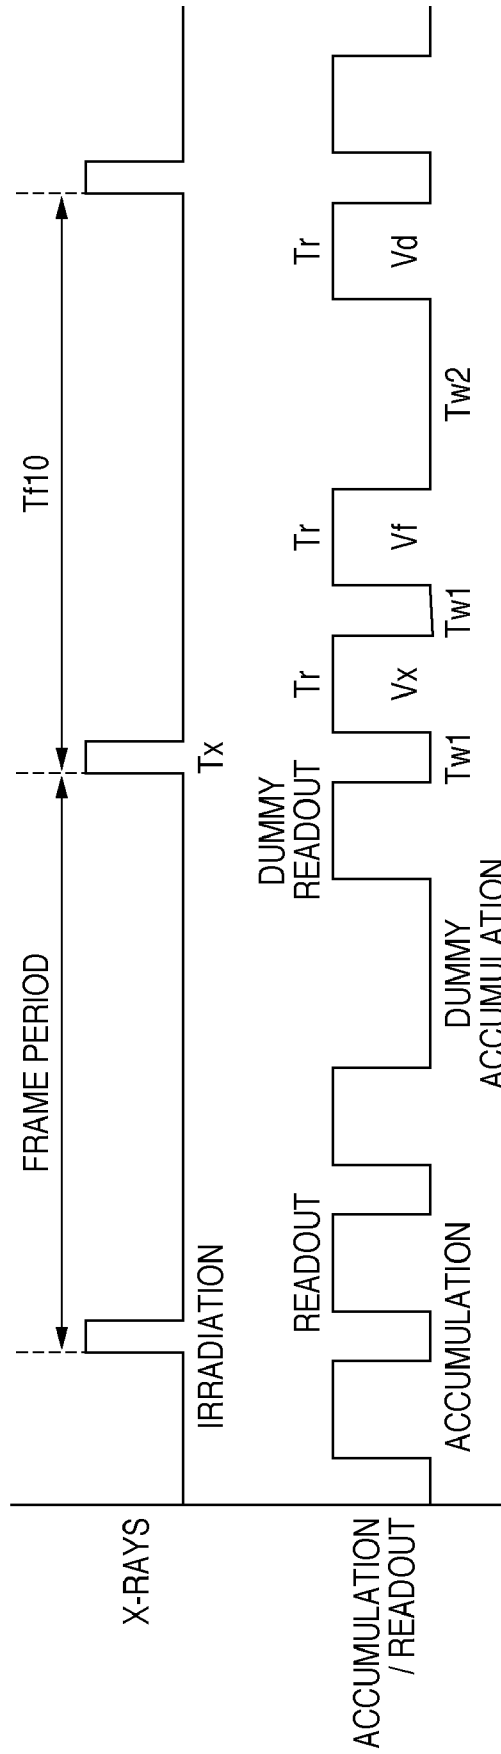 X-RAYS
FRAME PERIOD
Tf10
IRRADIATION
Tx
ACCUMULATION
/ READOUT
READOUT
DUMMY
READOUT
Tr
Tr
Tr
Vx
Vf
Vd
ACCUMULATION
DUMMY
ACCUMULATION
Tw1
Tw1
Tw2